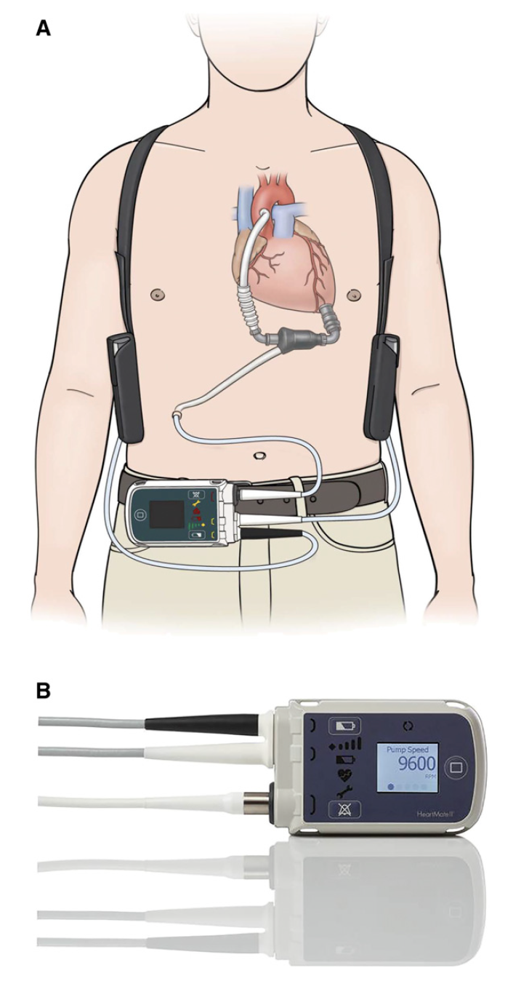 A
B
Pump Speed
9600
RPM
HeartMate II